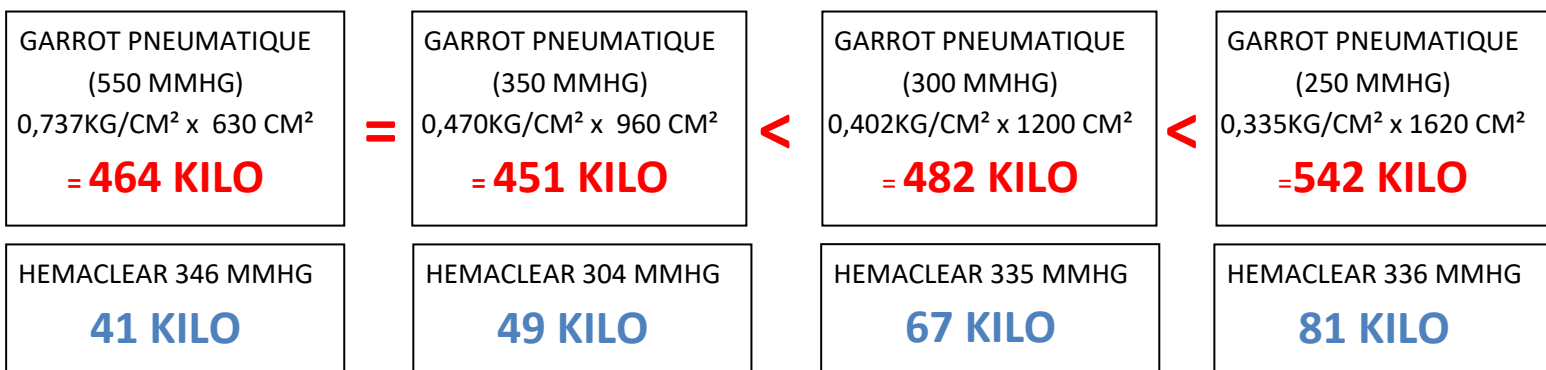 GARROT PNEUMATIQUE
(550 MMHG)
0,737KG/CM² x 630 CM²
= 464 KILO
=
GARROT PNEUMATIQUE
(350 MMHG)
0,470KG/CM² x 960 CM²
= 451 KILO
<
GARROT PNEUMATIQUE
(300 MMHG)
0,402KG/CM² x 1200 CM²
= 482 KILO
<
GARROT PNEUMATIQUE
(250 MMHG)
0,335KG/CM² x 1620 CM²
=542 KILO
HEMACLEAR 346 MMHG
41 KILO
HEMACLEAR 304 MMHG
49 KILO
HEMACLEAR 335 MMHG
67 KILO
HEMACLEAR 336 MMHG
81 KILO